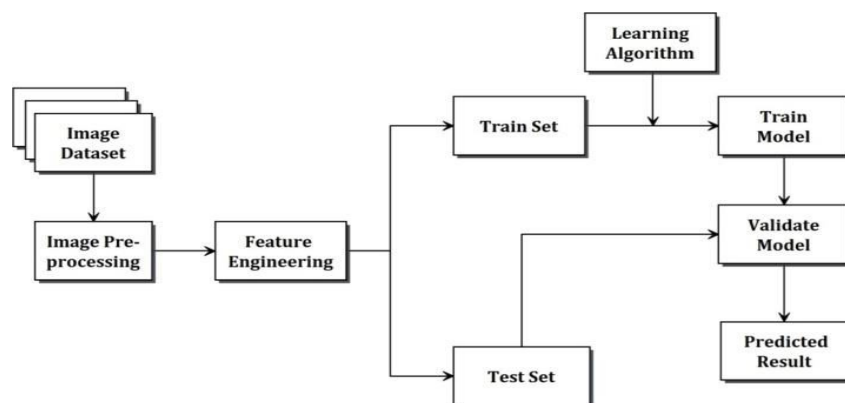 Learning
Algorithm
Image
Dataset
Train Set
Train
Model
Image Pre-
processing
Feature
Engineering
Validate
Model
Test Set
Predicted
Result